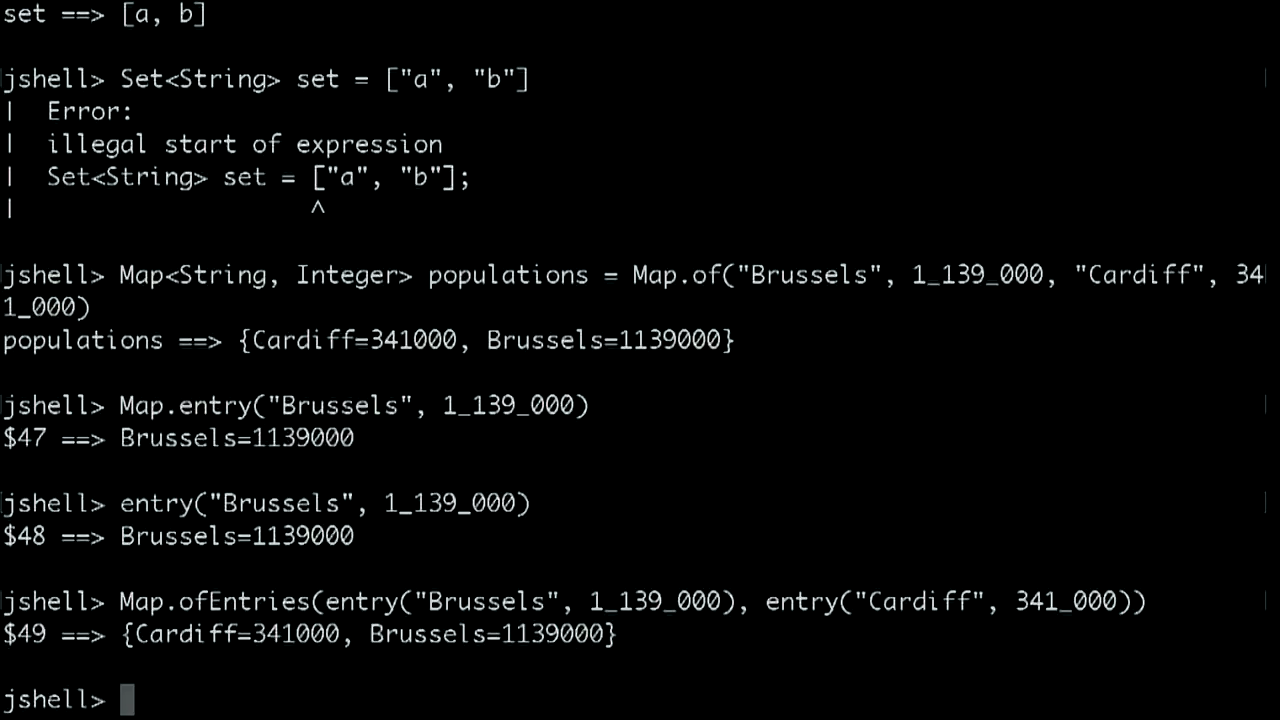 set ==> [a, b]
jshell> Set<String> set = ["a", "b"]
|  Error:
|  illegal start of expression
|  Set<String> set = ["a", "b"];
|                    ^
jshell> Map<String, Integer> populations = Map.of("Brussels", 1_139_000, "Cardiff", 34
1_000)
populations ==> {Cardiff=341000, Brussels=1139000}
jshell> Map.entry("Brussels", 1_139_000)
$47 ==> Brussels=1139000
jshell> entry("Brussels", 1_139_000)
$48 ==> Brussels=1139000
jshell> Map.ofEntries(entry("Brussels", 1_139_000), entry("Cardiff", 341_000))
$49 ==> {Cardiff=341000, Brussels=1139000}
jshell>